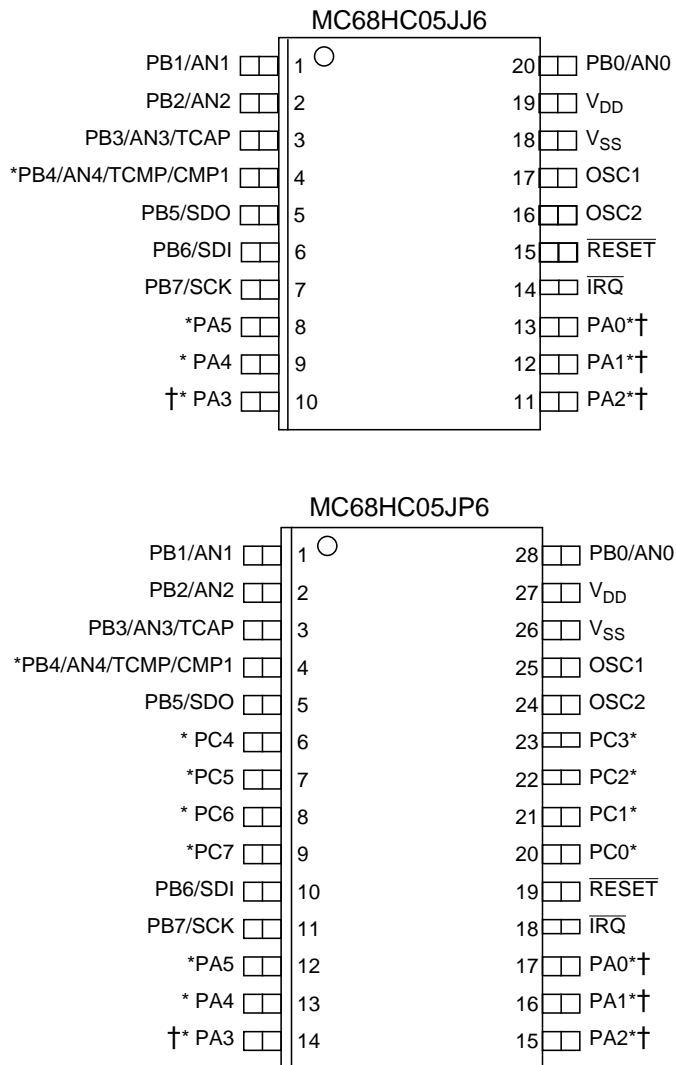 MC68HC05JJ6
PB1/AN1 1 20 PB0/AN0
PB2/AN2 2 19 VDD
PB3/AN3/TCAP 3 18 VSS
*PB4/AN4/TCMP/CMP1 4 17 OSC1
PB5/SDO 5 16 OSC2
PB6/SDI 6 15 RESET
PB7/SCK 7 14 IRQ
*PA5 8 13 PA0*†
* PA4 9 12 PA1*†
†* PA3 10 11 PA2*†
MC68HC05JP6
PB1/AN1 1 28 PB0/AN0
PB2/AN2 2 27 VDD
PB3/AN3/TCAP 3 26 VSS
*PB4/AN4/TCMP/CMP1 4 25 OSC1
PB5/SDO 5 24 OSC2
* PC4 6 23 PC3*
*PC5 7 22 PC2*
* PC6 8 21 PC1*
*PC7 9 20 PC0*
PB6/SDI 10 19 RESET
PB7/SCK 11 18 IRQ
*PA5 12 17 PA0*†
* PA4 13 16 PA1*†
†* PA3 14 15 PA2*†